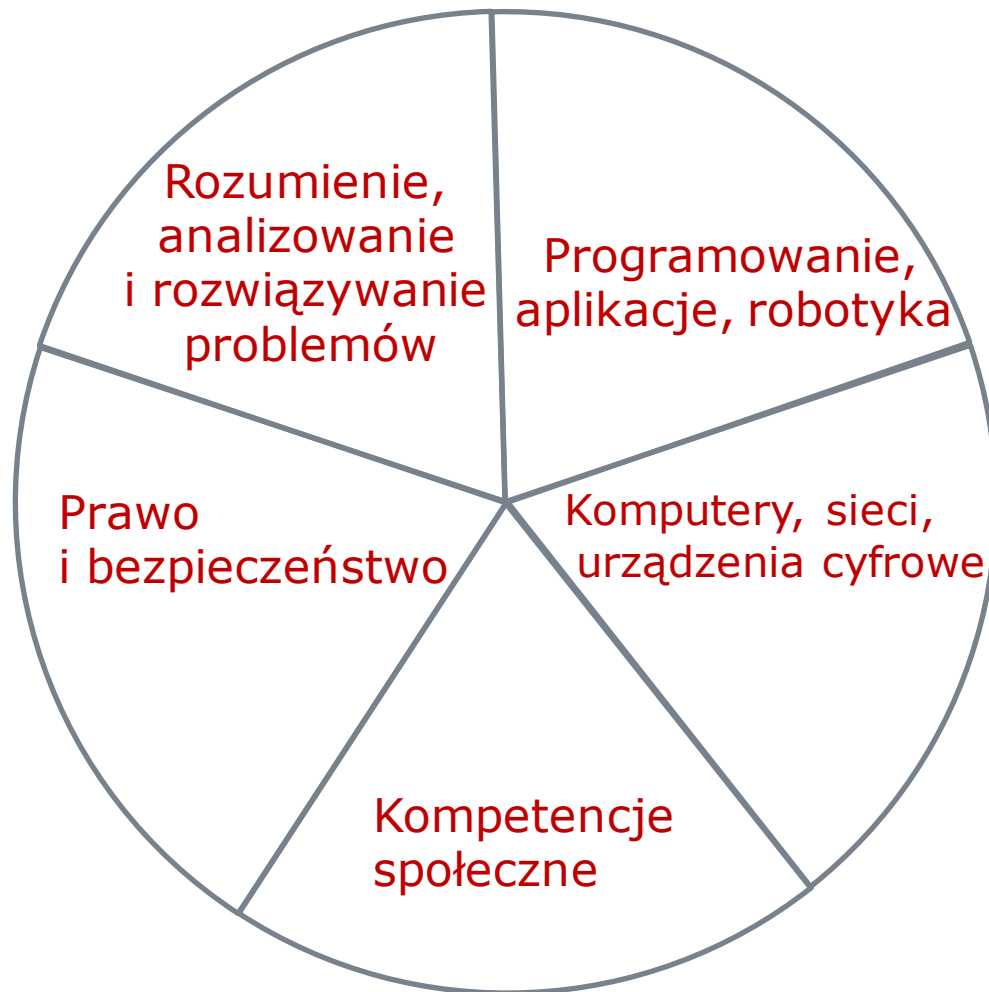 Rozumienie,
analizowanie
i rozwiązywanie
problemów
Programowanie,
aplikacje, robotyka
Prawo
i bezpieczeństwo
Komputery, sieci,
urządzenia cyfrowe
Kompetencje
społeczne